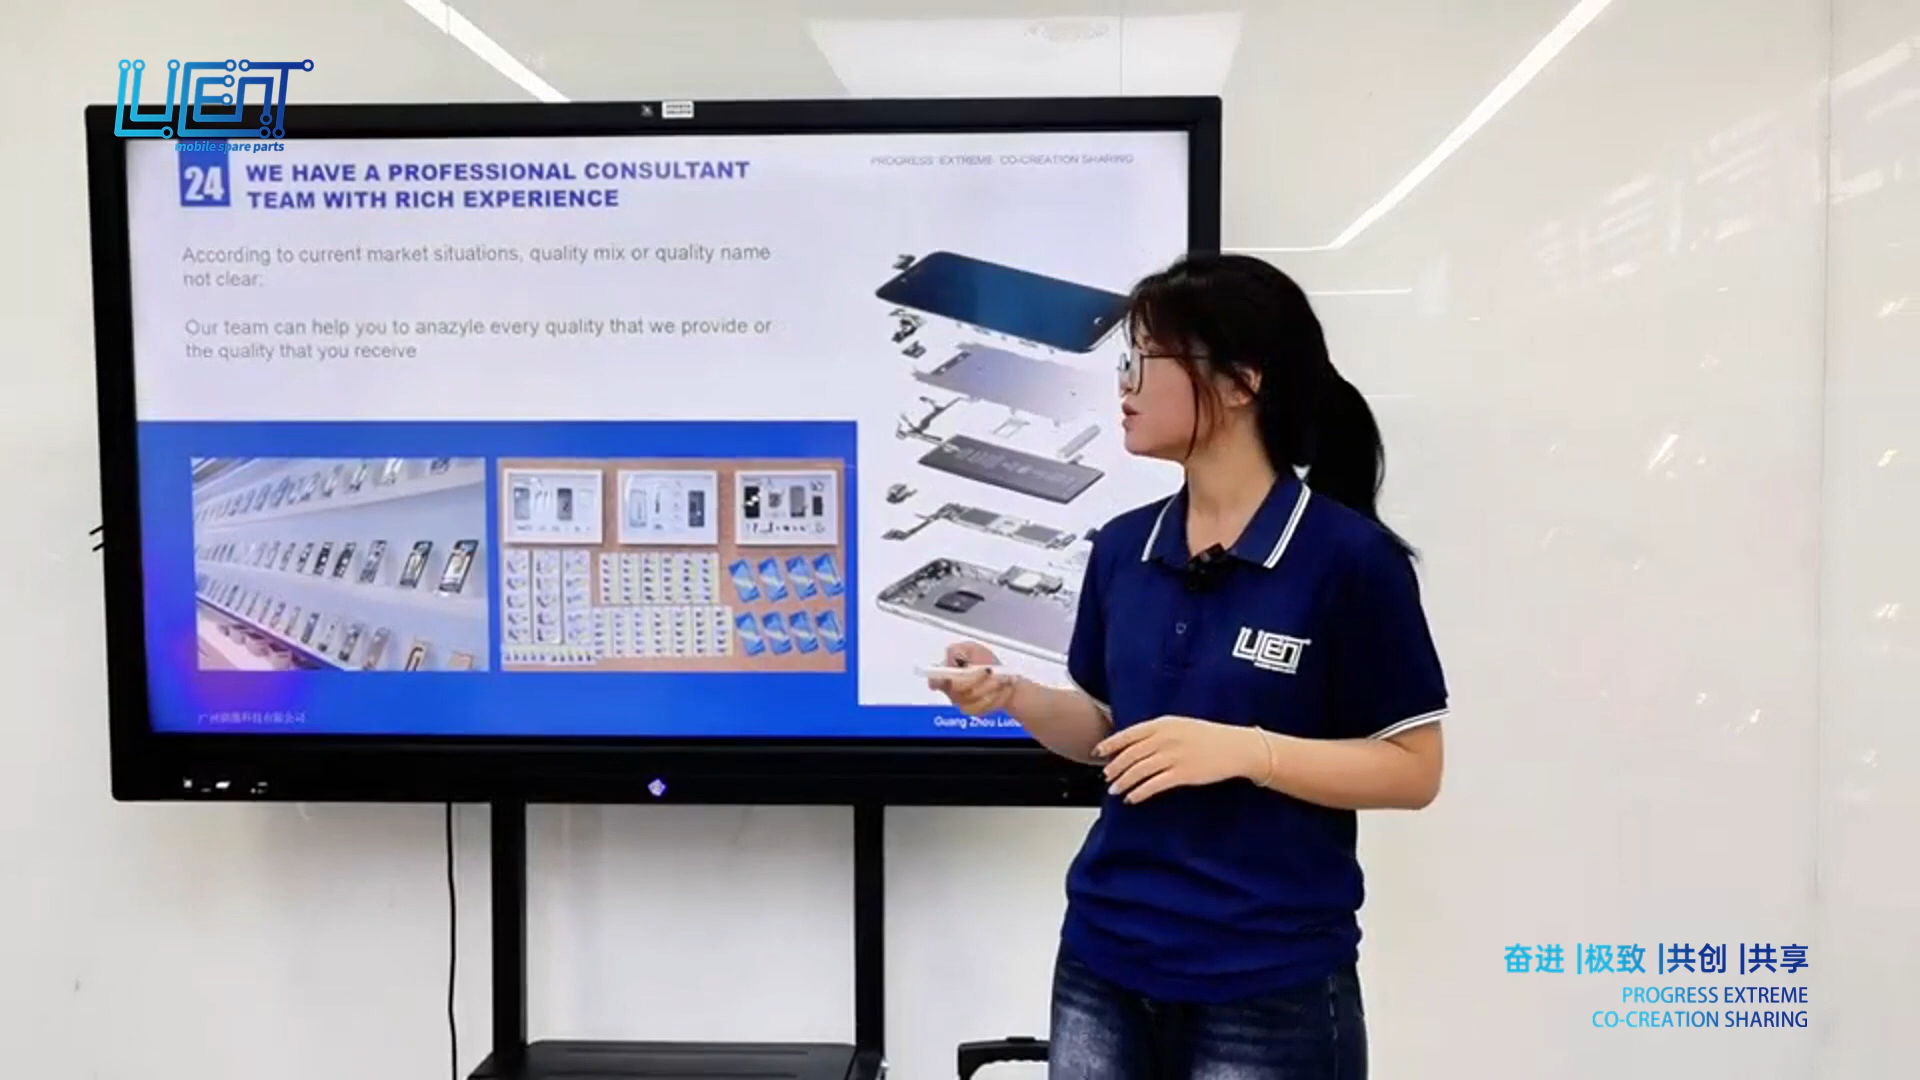 LUENT
mobile spare parts
24
WE HAVE A PROFESSIONAL CONSULTANT
TEAM WITH RICH EXPERIENCE
PROGRESS EXTREME CO-CREATION SHARING
According to current market situations, quality mix or quality name
not clear;
Our team can help you to anazyle every quality that we provide or
the quality that you receive
Guang Zhou
LUENT
奋进 |极致 |共创 |共享
PROGRESS EXTREME
CO-CREATION SHARING